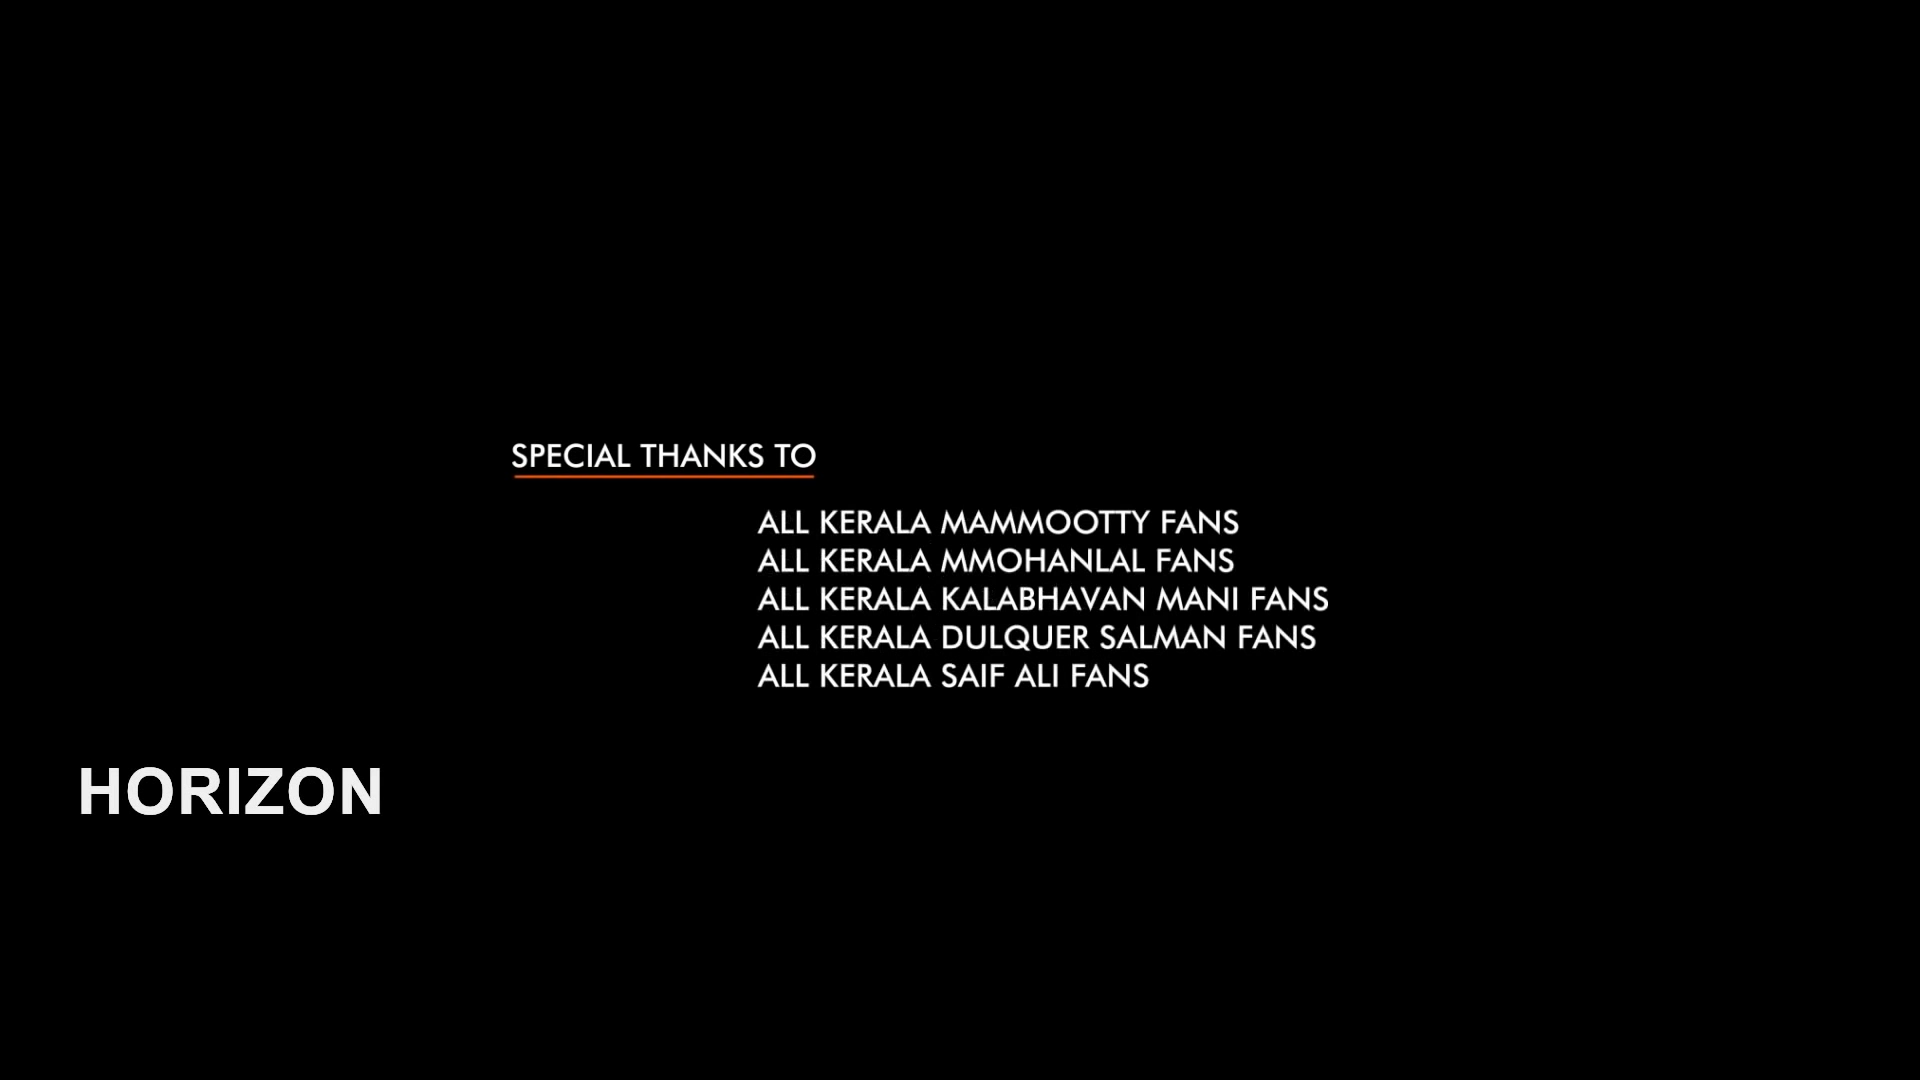 SPECIAL THANKS TO
ALL KERALA MAMMOOTTY FANS
ALL KERALA MMOHANLAL FANS
ALL KERALA KALABHAVAN MANI FANS
ALL KERALA DULQUER SALMAN FANS
ALL KERALA SAIF ALI FANS
HORIZON